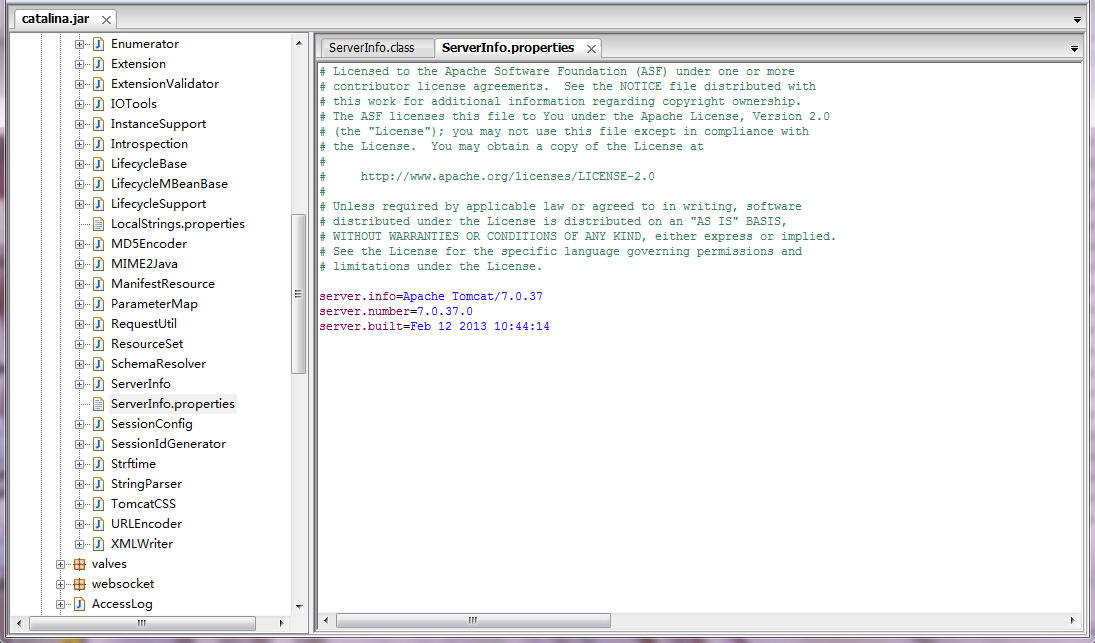 catalina.jar
Enumerator
Extension
ExtensionValidator
IOTools
InstanceSupport
Introspection
LifecycleBase
LifecycleMBeanBase
LifecycleSupport
LocalStrings.properties
MD5Encoder
MIME2Java
ManifestResource
ParameterMap
RequestUtil
ResourceSet
SchemaResolver
ServerInfo
ServerInfo.properties
SessionConfig
SessionIdGenerator
Strftime
StringParser
TomcatCSS
URLEncoder
XMLWriter
valves
websocket
AccessLog
ServerInfo.class
ServerInfo.properties
# Licensed to the Apache Software Foundation (ASF) under one or more
# contributor license agreements.  See the NOTICE file distributed with
# this work for additional information regarding copyright ownership.
# The ASF licenses this file to You under the Apache License, Version 2.0
# (the "License"); you may not use this file except in compliance with
# the License.  You may obtain a copy of the License at
#
#     http://www.apache.org/licenses/LICENSE-2.0
#
# Unless required by applicable law or agreed to in writing, software
# distributed under the License is distributed on an "AS IS" BASIS,
# WITHOUT WARRANTIES OR CONDITIONS OF ANY KIND, either express or implied.
# See the License for the specific language governing permissions and
# limitations under the License.
server.info=Apache Tomcat/7.0.37
server.number=7.0.37.0
server.built=Feb 12 2013 10:44:14